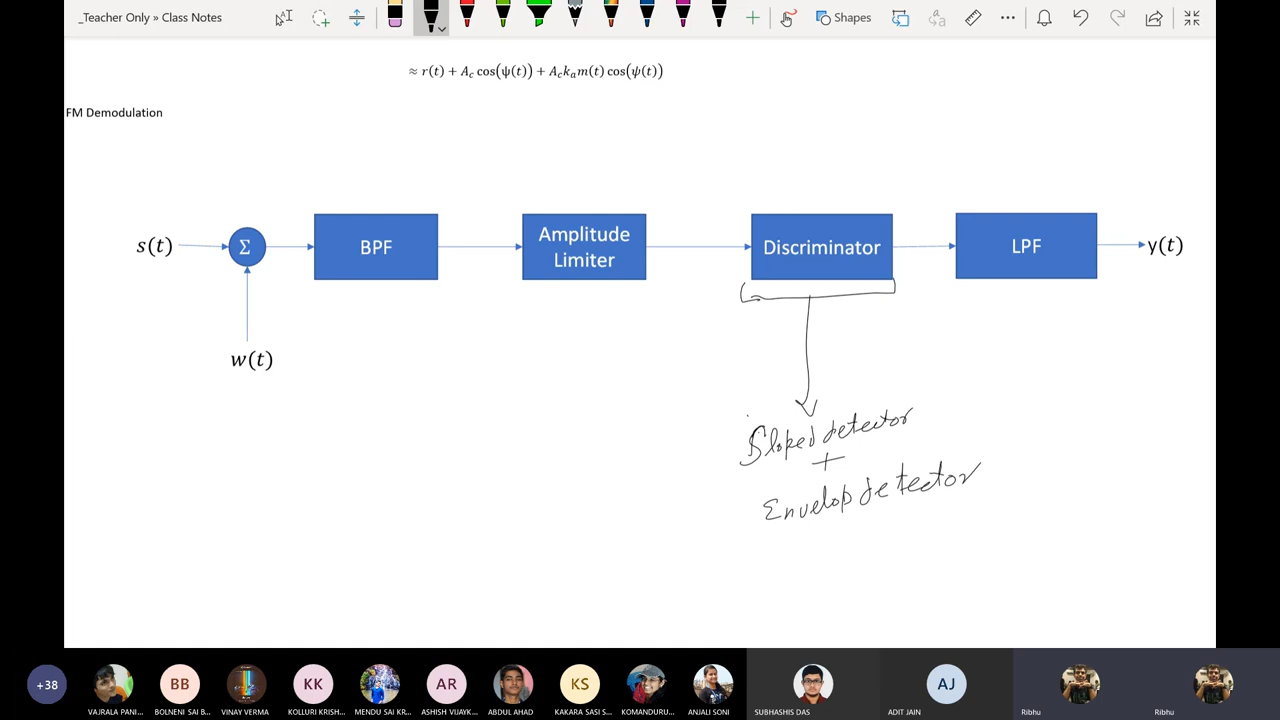 _Teacher Only » Class Notes
Shapes
≈ r(t) + A_c cos(ψ(t)) + A_c k_a m(t) cos(ψ(t))
FM Demodulation
s(t)
Σ
BPF
Amplitude
Limiter
Discriminator
LPF
y(t)
w(t)
Sloped detector
+
Envelop detector
+38
BB
KK
AR
KS
AJ
VAJRALA PANI...
BOLNENI SAI B...
VINAY VERMA
KOLLURI KRISH...
MENDU SAI KR...
ASHISH VIJAYK...
ABDUL AHAD
KAKARA SASI S...
KOMANDURU...
ANJALI SONI
SUBHASHIS DAS
ADIT JAIN
Ribhu
Ribhu